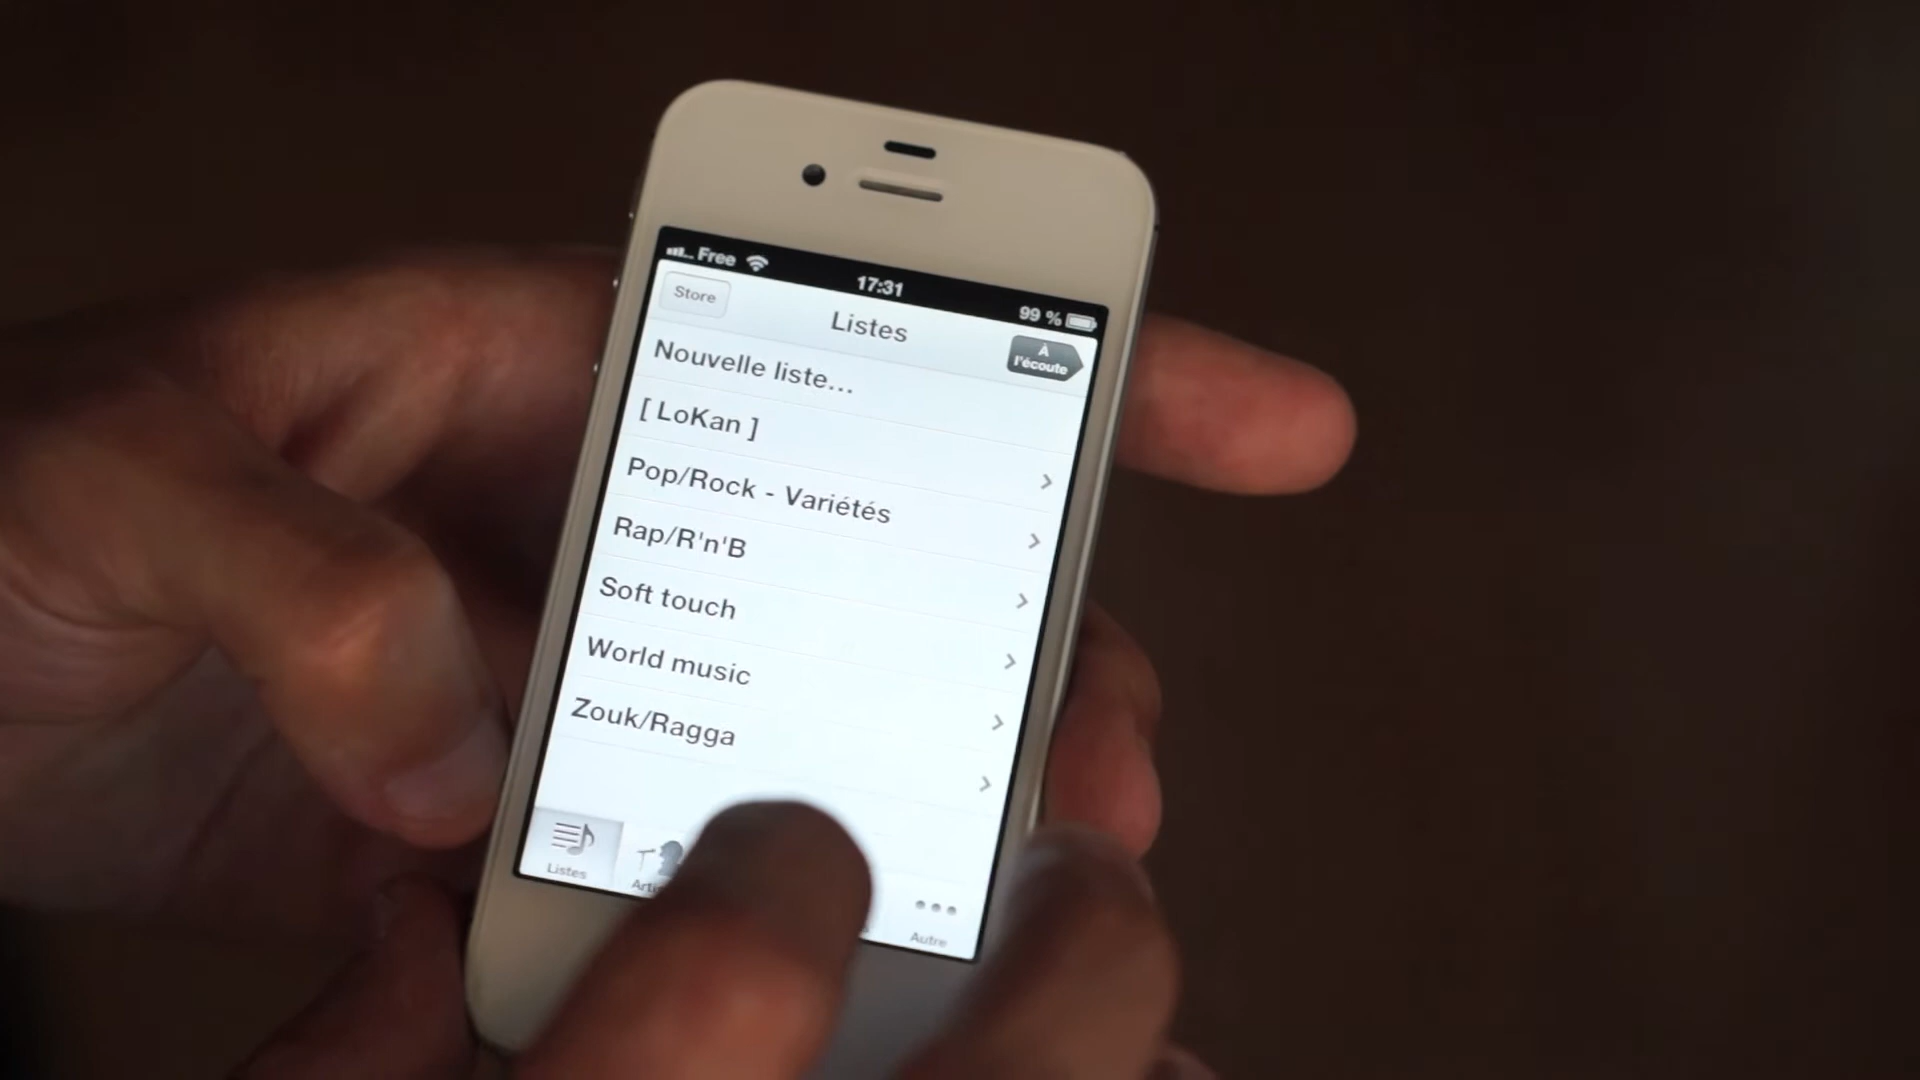 Free
17:31
99 %
Store
Listes
À
l'écoute
Nouvelle liste...
[ LoKan ]
Pop/Rock - Variétés
Rap/R'n'B
Soft touch
World music
Zouk/Ragga
Listes
Autre